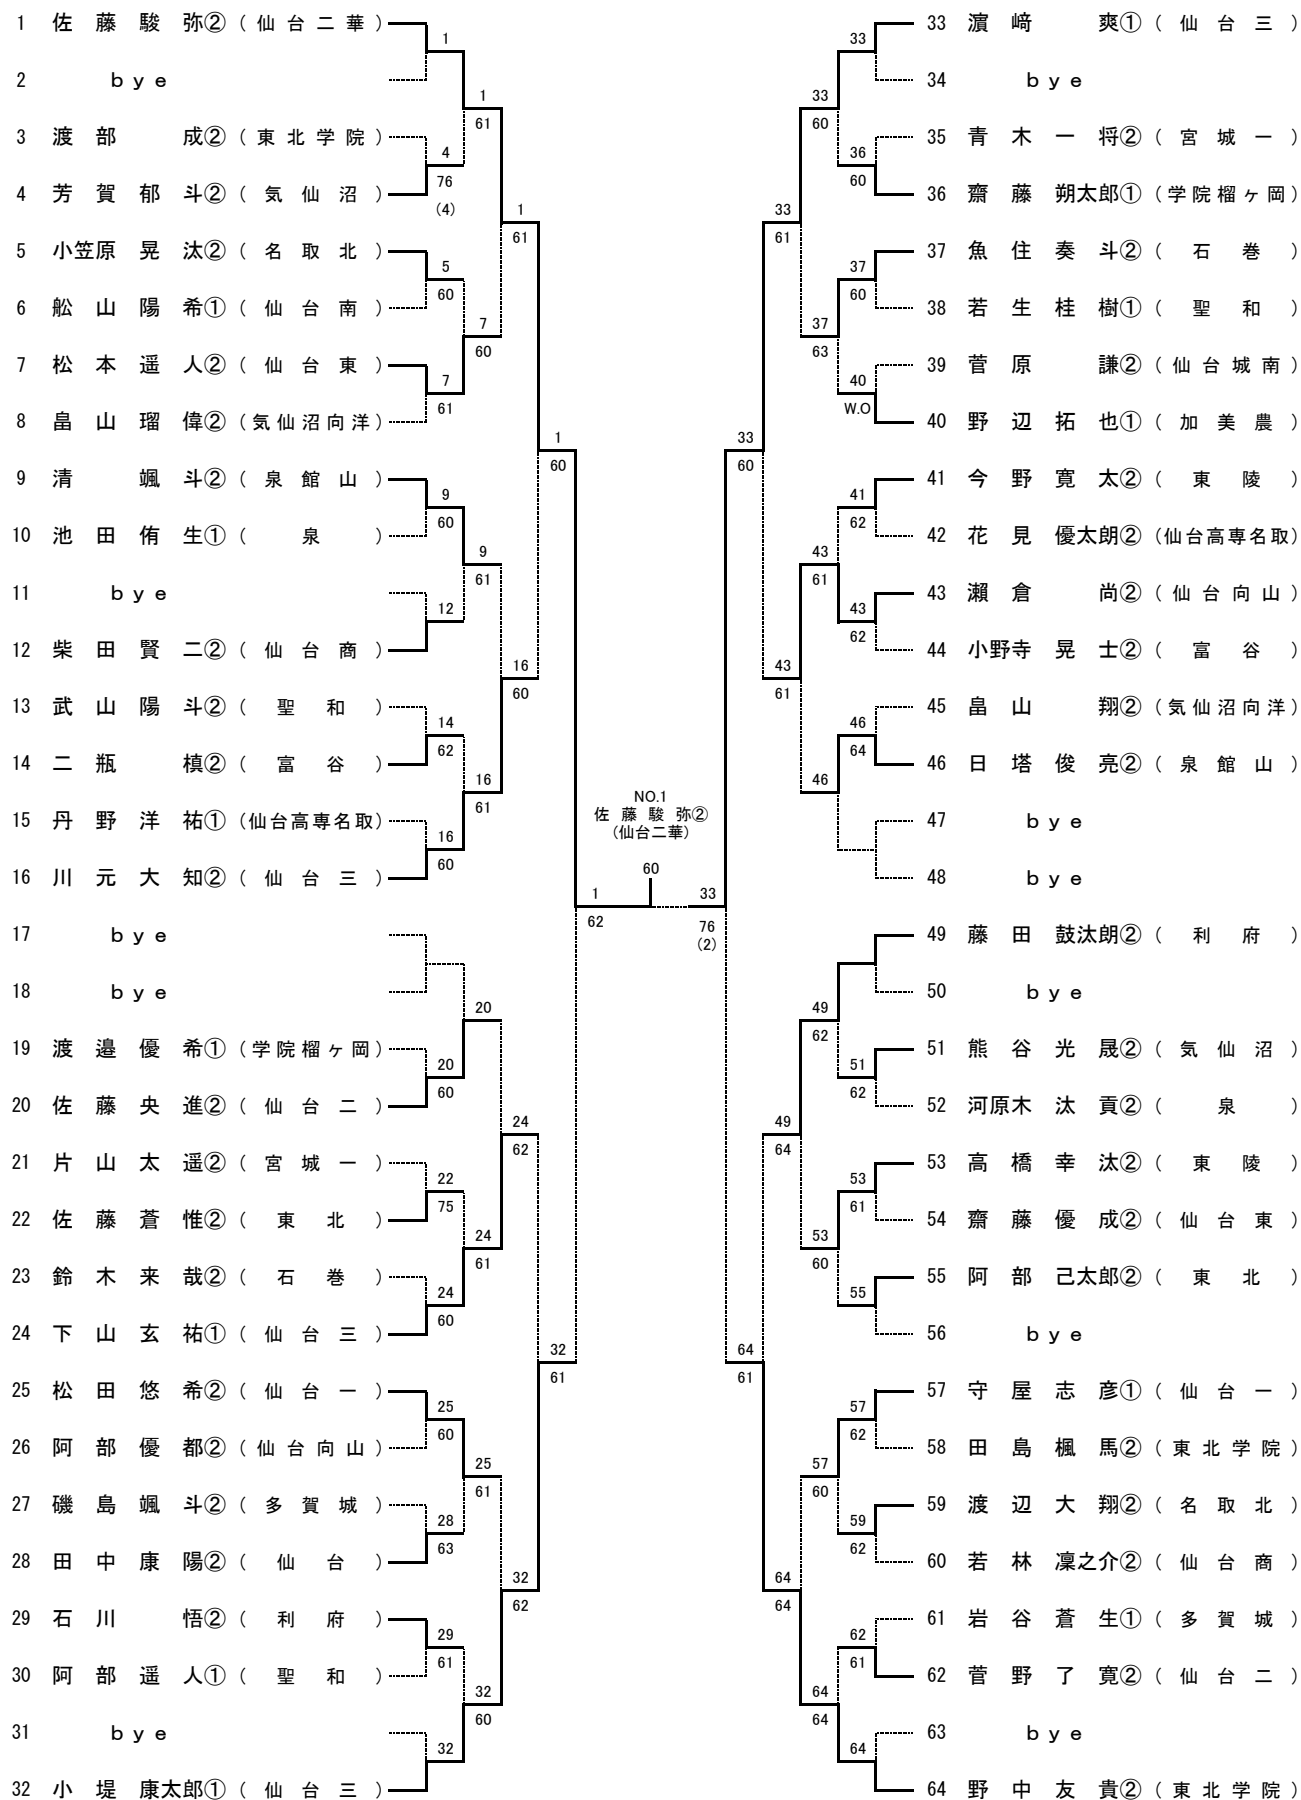 1 佐藤駿弥② (仙台二華)
2 bye
3 渡部 成② (東北学院)
4 芳賀郁斗② (気仙沼)
5 小笠原晃汰② (名取北)
6 舩山陽希① (仙台南)
7 松本遥人② (仙台東)
8 畠山瑠偉② (気仙沼向洋)
9 清 颯斗② (泉館山)
10 池田侑生① (泉)
11 bye
12 柴田賢二② (仙台商)
13 武山陽斗② (聖和)
14 二瓶 槙② (富谷)
15 丹野洋祐① (仙台高専名取)
16 川元大知② (仙台三)
17 bye
18 bye
19 渡邉優希① (学院榴ヶ岡)
20 佐藤央進② (仙台二)
21 片山太遥② (宮城一)
22 佐藤蒼惟② (東北)
23 鈴木来哉② (石巻)
24 下山玄祐① (仙台三)
25 松田悠希② (仙台一)
26 阿部優都② (仙台向山)
27 磯島颯斗② (多賀城)
28 田中康陽② (仙台)
29 石川 悟② (利府)
30 阿部遥人① (聖和)
31 bye
32 小堤康太郎① (仙台三)
1
4
76
(4)
5
60
7
61
9
60
12
14
62
16
60
20
60
22
75
24
60
25
60
28
63
29
61
32
1
61
7
60
9
61
16
61
20
24
61
25
61
32
60
1
61
16
60
24
62
32
62
1
60
32
61
1
62
NO.1
佐藤駿弥②
(仙台二華)
60
33
76
(2)
33
60
64
61
33
61
43
61
49
64
64
64
33
60
37
63
43
61
46
49
62
53
60
57
60
64
64
33
36
60
37
60
40
W.O
41
62
43
62
46
64
51
62
53
61
55
57
62
59
62
62
61
64
33 濵﨑 爽① (仙台三)
34 bye
35 青木一将② (宮城一)
36 齋藤朔太郎① (学院榴ヶ岡)
37 魚住奏斗② (石巻)
38 若生桂樹① (聖和)
39 菅原 謙② (仙台城南)
40 野辺拓也① (加美農)
41 今野寛太② (東陵)
42 花見優太朗② (仙台高専名取)
43 瀨倉 尚② (仙台向山)
44 小野寺晃士② (富谷)
45 畠山 翔② (気仙沼向洋)
46 日塔俊亮② (泉館山)
47 bye
48 bye
49 藤田鼓汰朗② (利府)
50 bye
51 熊谷光晟② (気仙沼)
52 河原木汰貢② (泉)
53 高橋幸汰② (東陵)
54 齋藤優成② (仙台東)
55 阿部己太郎② (東北)
56 bye
57 守屋志彦① (仙台一)
58 田島楓馬② (東北学院)
59 渡辺大翔② (名取北)
60 若林凜之介② (仙台商)
61 岩谷蒼生① (多賀城)
62 菅野了寛② (仙台二)
63 bye
64 野中友貴② (東北学院)